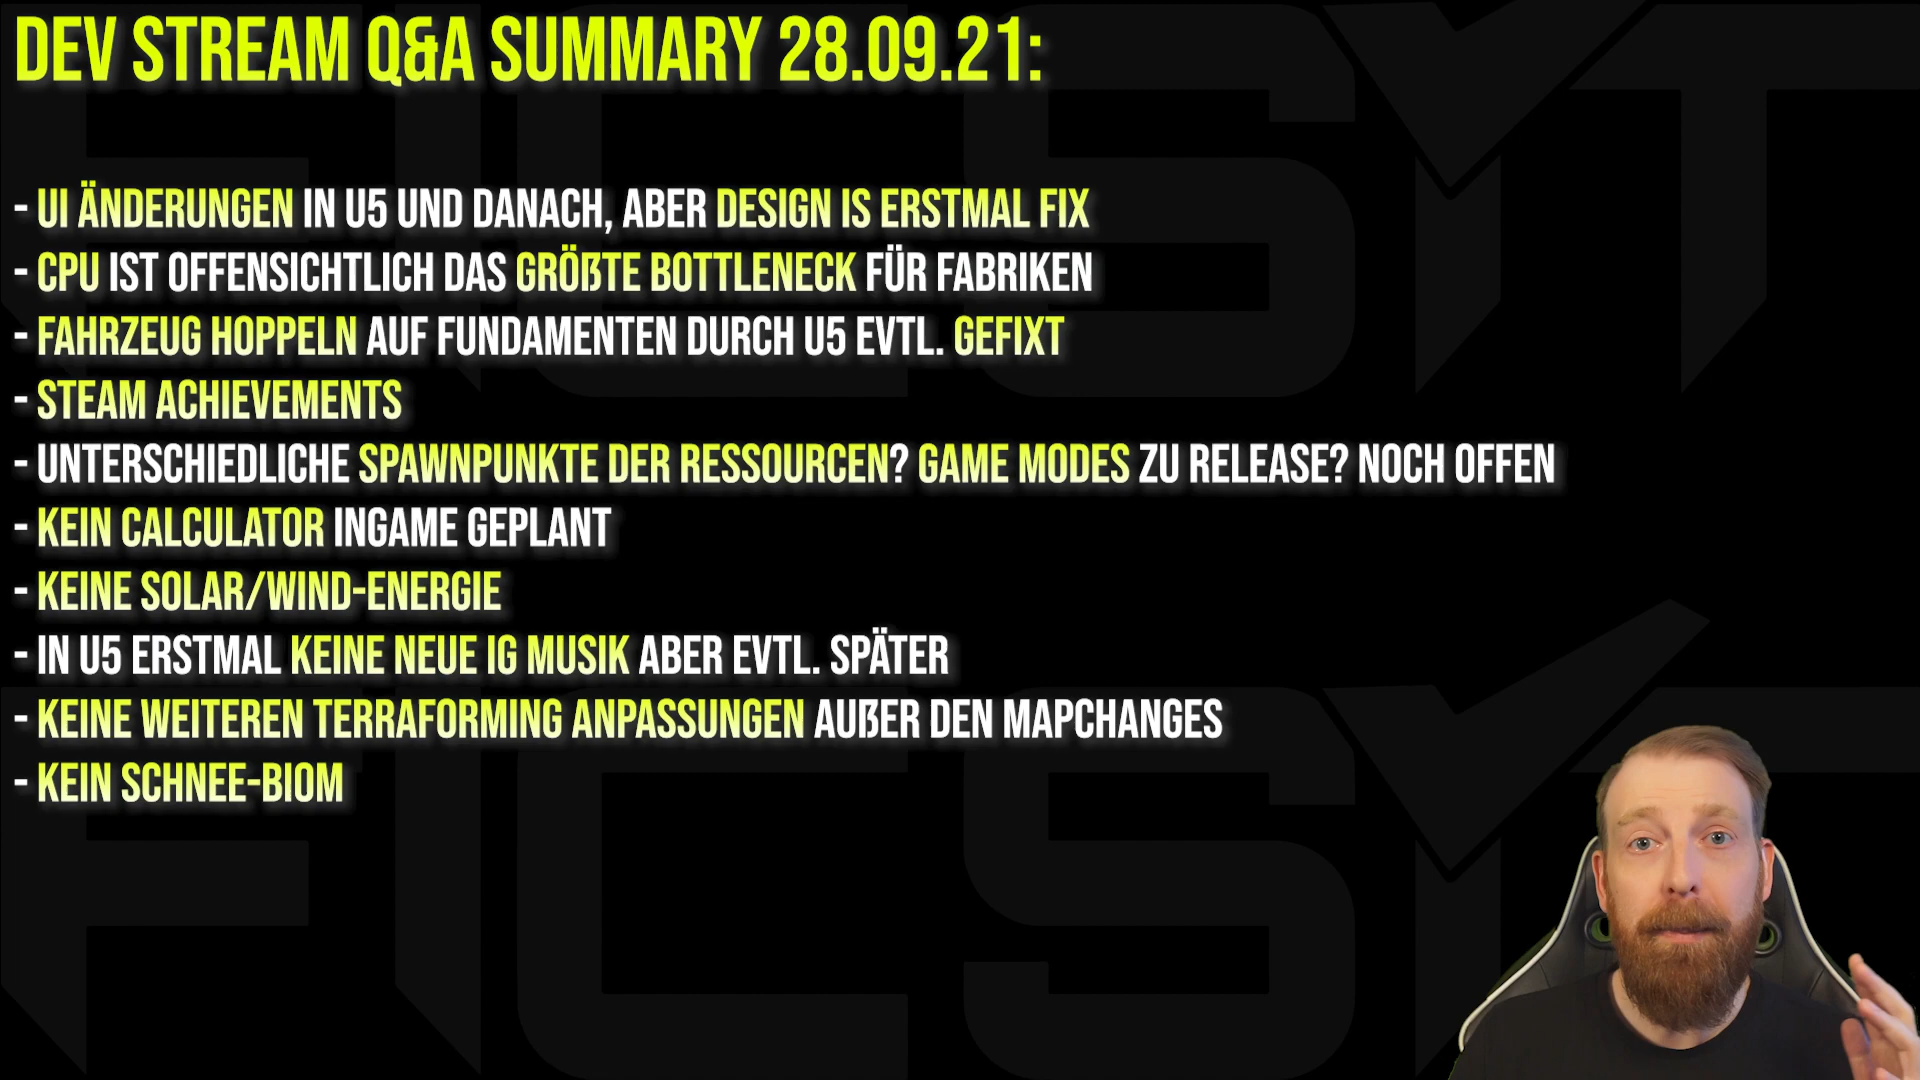 DEV STREAM Q&A SUMMARY 28.09.21:
- UI ÄNDERUNGEN IN U5 UND DANACH, ABER DESIGN IS ERSTMAL FIX
- CPU IST OFFENSICHTLICH DAS GRÖßTE BOTTLENECK FÜR FABRIKEN
- FAHRZEUG HOPPELN AUF FUNDAMENTEN DURCH U5 EVTL. GEFIXT
- STEAM ACHIEVEMENTS
- UNTERSCHIEDLICHE SPAWNPUNKTE DER RESSOURCEN? GAME MODES ZU RELEASE? NOCH OFFEN
- KEIN CALCULATOR INGAME GEPLANT
- KEINE SOLAR/WIND-ENERGIE
- IN U5 ERSTMAL KEINE NEUE IG MUSIK ABER EVTL. SPÄTER
- KEINE WEITEREN TERRAFORMING ANPASSUNGEN AUßER DEN MAPCHANGES
- KEIN SCHNEE-BIOM
FICSIT
FICSIT